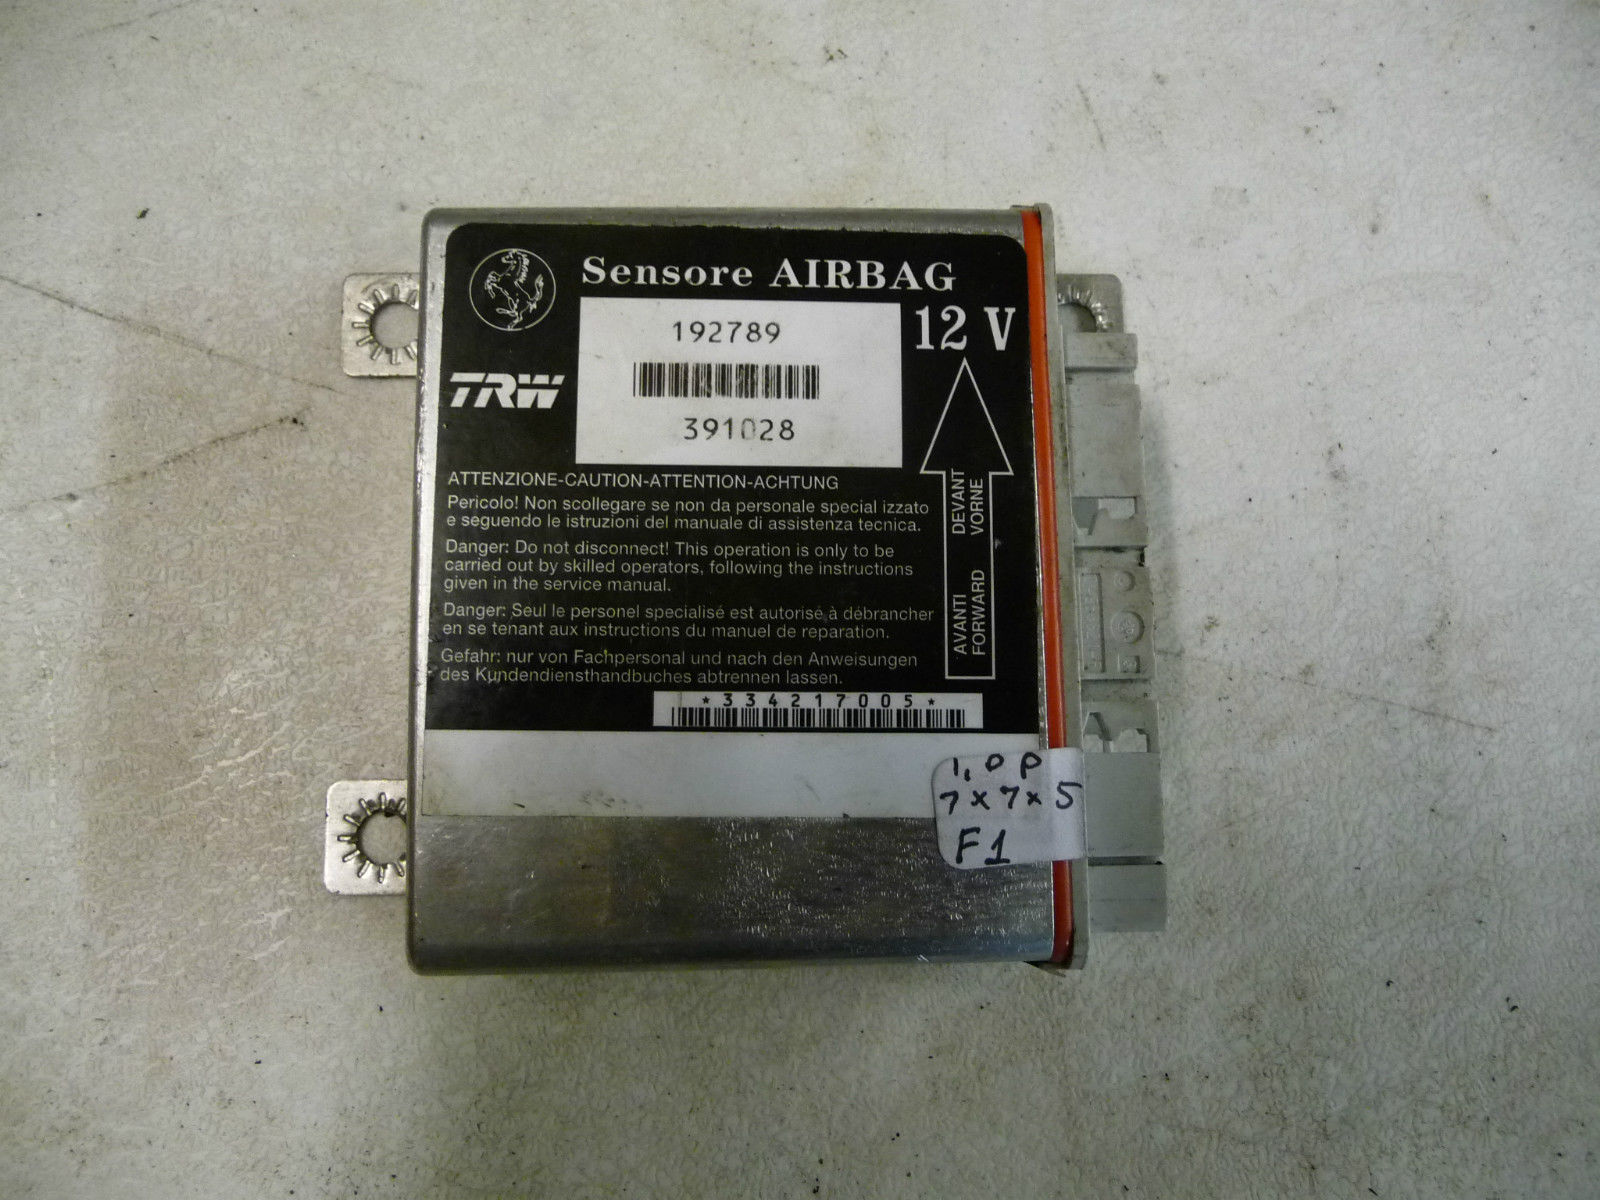 Sensore AIRBAG
12 V
192789
391028
TRW
ATTENZIONE-CAUTION-ATTENTION-ACHTUNG
Pericolo! Non scollegare se non da personale special izzato
e seguendo le istruzioni del manuale di assistenza tecnica.
Danger: Do not disconnect! This operation is only to be
carried out by skilled operators, following the instructions
given in the service manual.
Danger: Seul le personel specialisé est autorisé à débrancher
en se tenant aux instructions du manuel de reparation.
Gefahr: nur von Fachpersonal und nach den Anweisungen
des Kundendiensthandbuches abtrennen lassen.
AVANTI DEVANT
FORWARD VORNE
*334217005*
1,0 P
7x7x5
F1